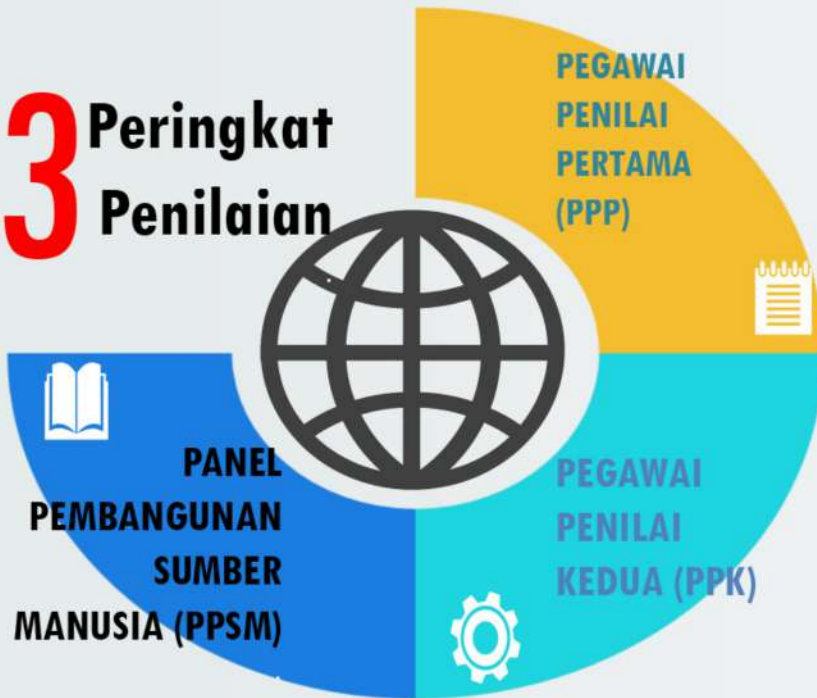 3 Peringkat
Penilaian
PEGAWAI
PENILAI
PERTAMA
(PPP)
PEGAWAI
PENILAI
KEDUA (PPK)
PANEL
PEMBANGUNAN
SUMBER
MANUSIA (PPSM)